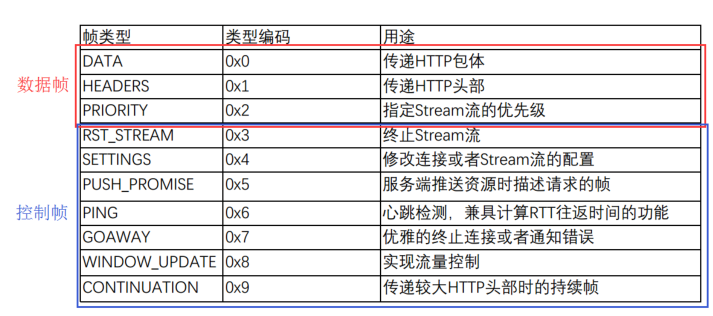 帧类型 类型编码 用途
DATA 0x0 传递HTTP包体
数据帧 HEADERS 0x1 传递HTTP头部
PRIORITY 0x2 指定Stream流的优先级
RST_STREAM 0x3 终止Stream流
SETTINGS 0x4 修改连接或者Stream流的配置
PUSH_PROMISE 0x5 服务端推送资源时描述请求的帧
控制帧 PING 0x6 心跳检测，兼具计算RTT往返时间的功能
GOAWAY 0x7 优雅的终止连接或者通知错误
WINDOW_UPDATE 0x8 实现流量控制
CONTINUATION 0x9 传递较大HTTP头部时的持续帧